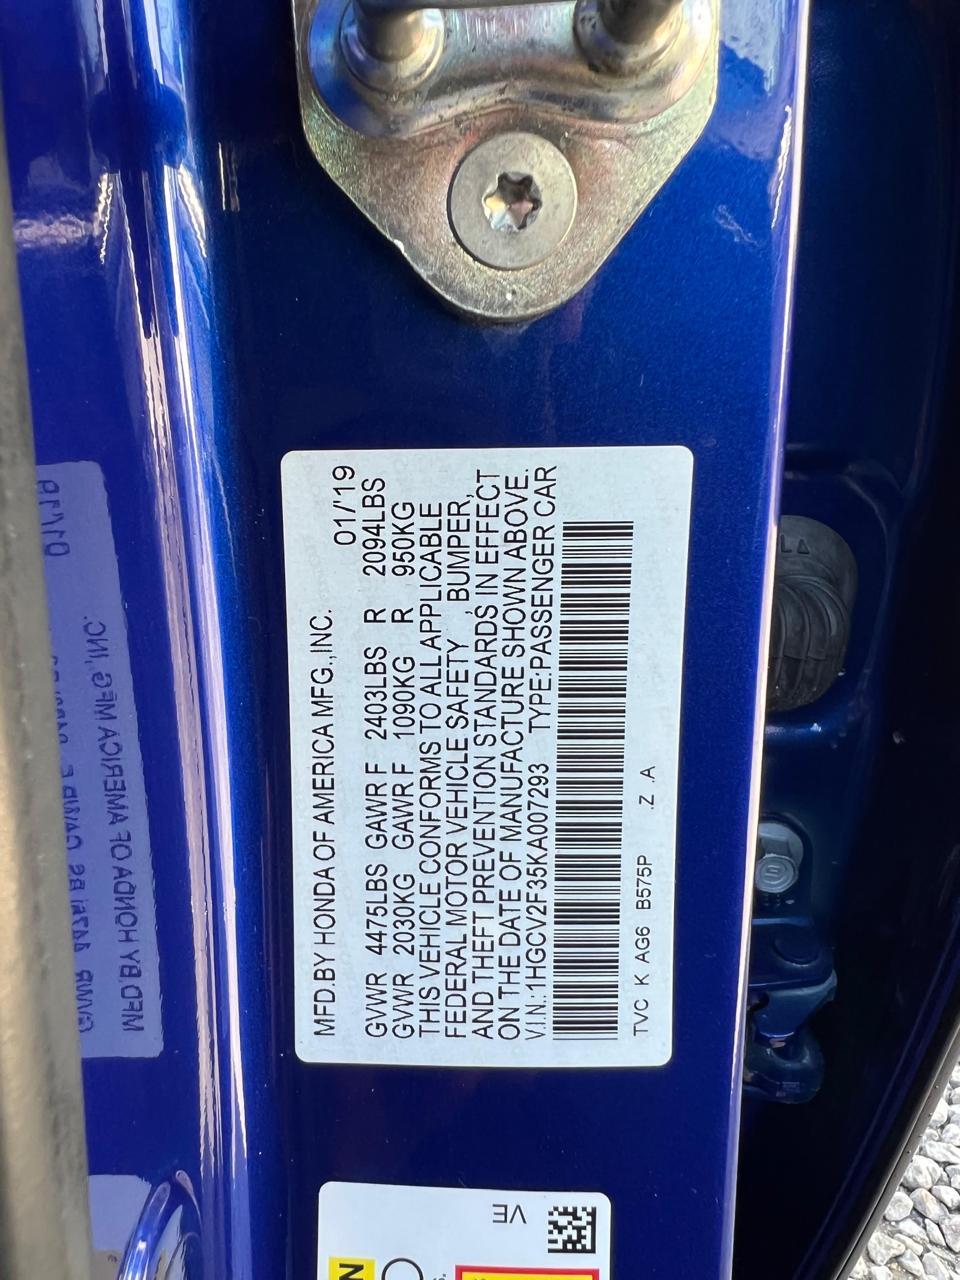 MFD.BY HONDA OF AMERICA MFG.,INC. 01/'19
GVWR 4475LBS GAWR F 2403LBS R 2094LBS
GVWR 2030KG GAWR F 1090KG R 950KG
THIS VEHICLE CONFORMS TO ALL APPLICABLE
FEDERAL MOTOR VEHICLE SAFETY , BUMPER,
AND THEFT PREVENTION STANDARDS IN EFFECT
ON THE DATE OF MANUFACTURE SHOWN ABOVE.
V.I.N.:1HGCV2F35KA007293 TYPE:PASSENGER CAR
TVC K AG6 B575P .Z .A
VE